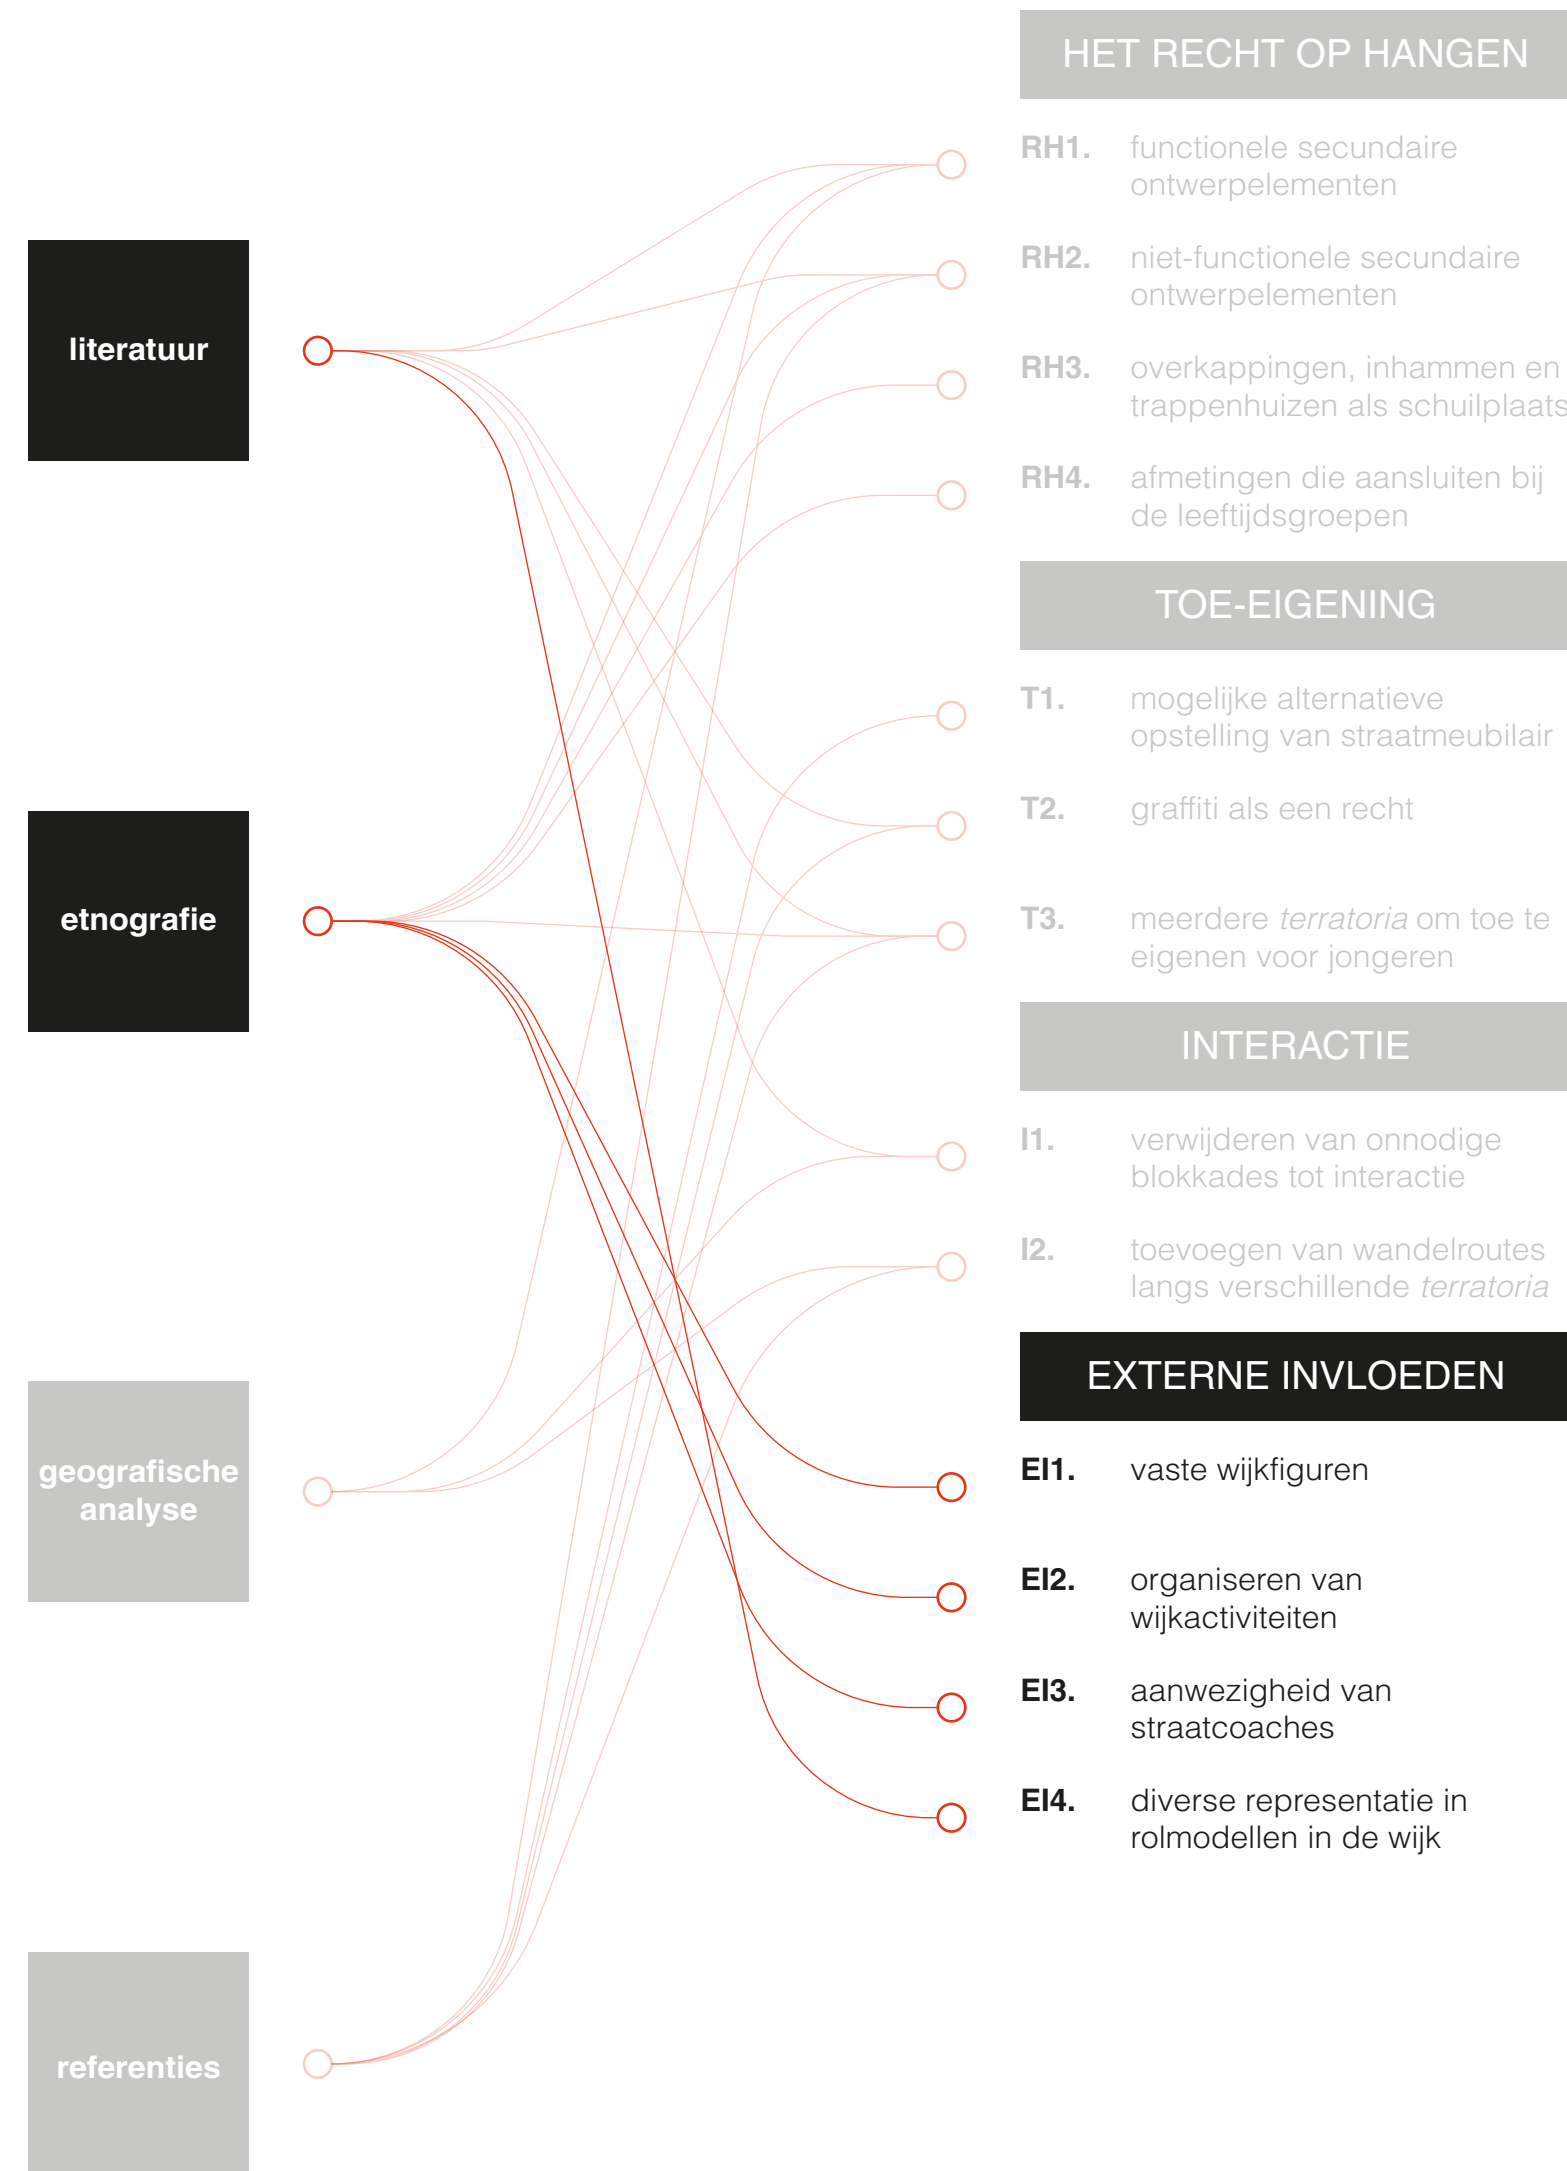 literatuur
etnografie
geografische
analyse
referenties
HET RECHT OP HANGEN
RH1. functionele secundaire
ontwerpelementen
RH2. niet-functionele secundaire
ontwerpelementen
RH3. overkappingen, inhammen en
trappenhuizen als schuilplaats
RH4. afmetingen die aansluiten bij
de leeftijdsgroepen
TOE-EIGENING
T1. mogelijke alternatieve
opstelling van straatmeubilair
T2. graffiti als een recht
T3. meerdere terratoria om toe te
eigenen voor jongeren
INTERACTIE
I1. verwijderen van onnodige
blokkades tot interactie
I2. toevoegen van wandelroutes
langs verschillende terratoria
EXTERNE INVLOEDEN
EI1. vaste wijkfiguren
EI2. organiseren van
wijkactiviteiten
EI3. aanwezigheid van
straatcoaches
EI4. diverse representatie in
rolmodellen in de wijk